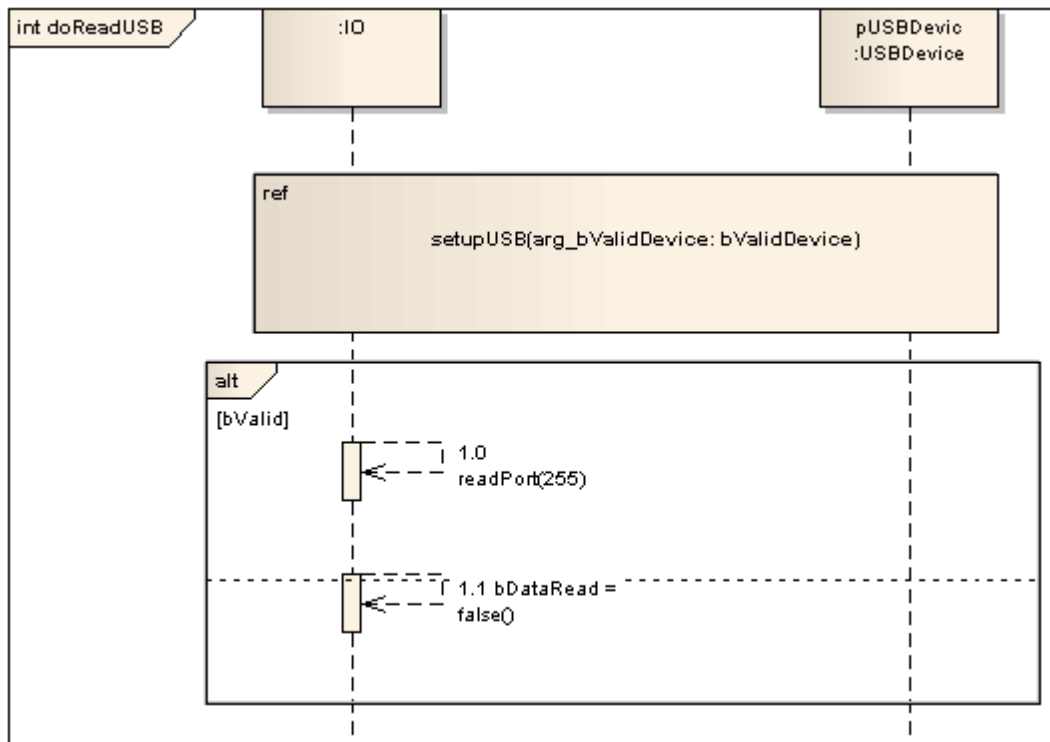 int doReadUSB
:IO
pUSBDevic
:USBDevice
ref
setupUSB(arg_bValidDevice: bValidDevice)
alt
[bValid]
1.0
readPort(255)
1.1 bDataRead =
false()